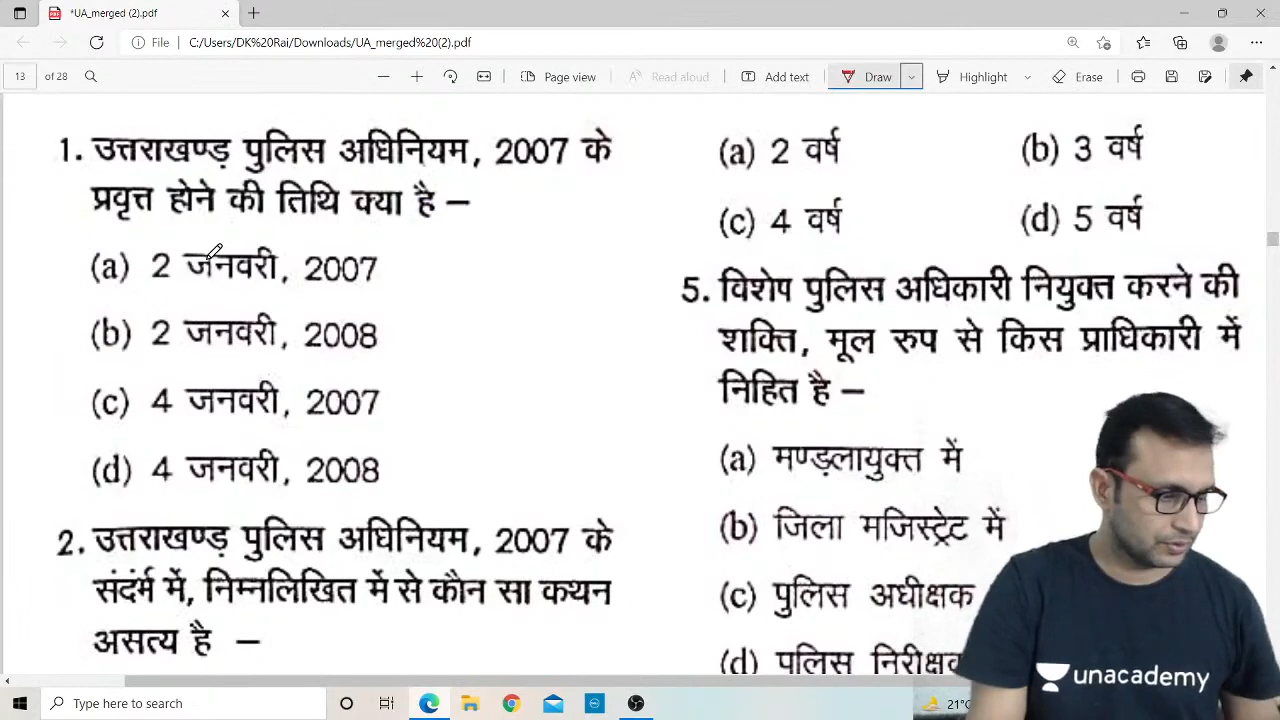 *UA_merged (2).pdf
File
C:/Users/DK%20Rai/Downloads/UA_merged%20(2).pdf
13 of 28
Page view
Read aloud
Add text
Draw
Highlight
Erase
1. उत्तराखण्ड़ पुलिस अधिनियम, 2007 के
प्रवृत्त होने की तिथि क्या है –
(a) 2 जनवरी, 2007
(b) 2 जनवरी, 2008
(c) 4 जनवरी, 2007
(d) 4 जनवरी, 2008
2. उत्तराखण्ड़ पुलिस अधिनियम, 2007 के
संदर्म में, निम्नलिखित में से कौन सा कथन
असत्य है –
(a) 2 वर्ष (b) 3 वर्ष
(c) 4 वर्ष (d) 5 वर्ष
5. विशेष पुलिस अधिकारी नियुक्त करने की
शक्ति, मूल रुप से किस प्राधिकारी में
निहित है –
(a) मण्ड़लायुक्त में
(b) जिला मजिस्ट्रेट में
(c) पुलिस अधीक्षक
(d) पुलिस निरीक्षक
unacademy
Type here to search
21°C